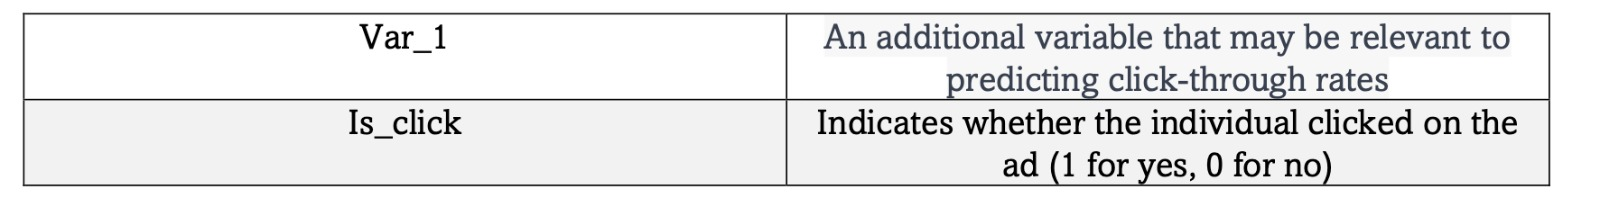 Var_1
An additional variable that may be relevant to
predicting click-through rates
Is_click
Indicates whether the individual clicked on the
ad (1 for yes, 0 for no)